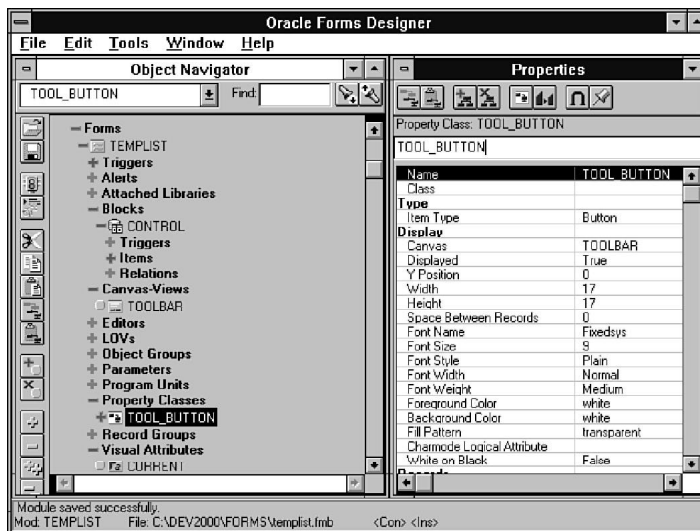 Oracle Forms Designer
File Edit Tools Window Help
Object Navigator
TOOL_BUTTON Find:
Forms
TEMPLIST
Triggers
Alerts
Attached Libraries
Blocks
CONTROL
Triggers
Items
Relations
Canvas-Views
TOOLBAR
Editors
LOVs
Object Groups
Parameters
Program Units
Property Classes
TOOL_BUTTON
Record Groups
Visual Attributes
CURRENT
Properties
Property Class: TOOL_BUTTON
TOOL_BUTTON
Name TOOL_BUTTON
Class
Type
Item Type Button
Display
Canvas TOOLBAR
Displayed True
Y Position 0
Width 17
Height 17
Space Between Records 0
Font Name Fixedsys
Font Size 9
Font Style Plain
Font Width Normal
Font Weight Medium
Foreground Color white
Background Color white
Fill Pattern transparent
Charmode Logical Attribute
White on Black False
Module saved successfully.
Mod: TEMPLIST File: C:\DEV2000\FORMS\templist.fmb <Con> <Ins>